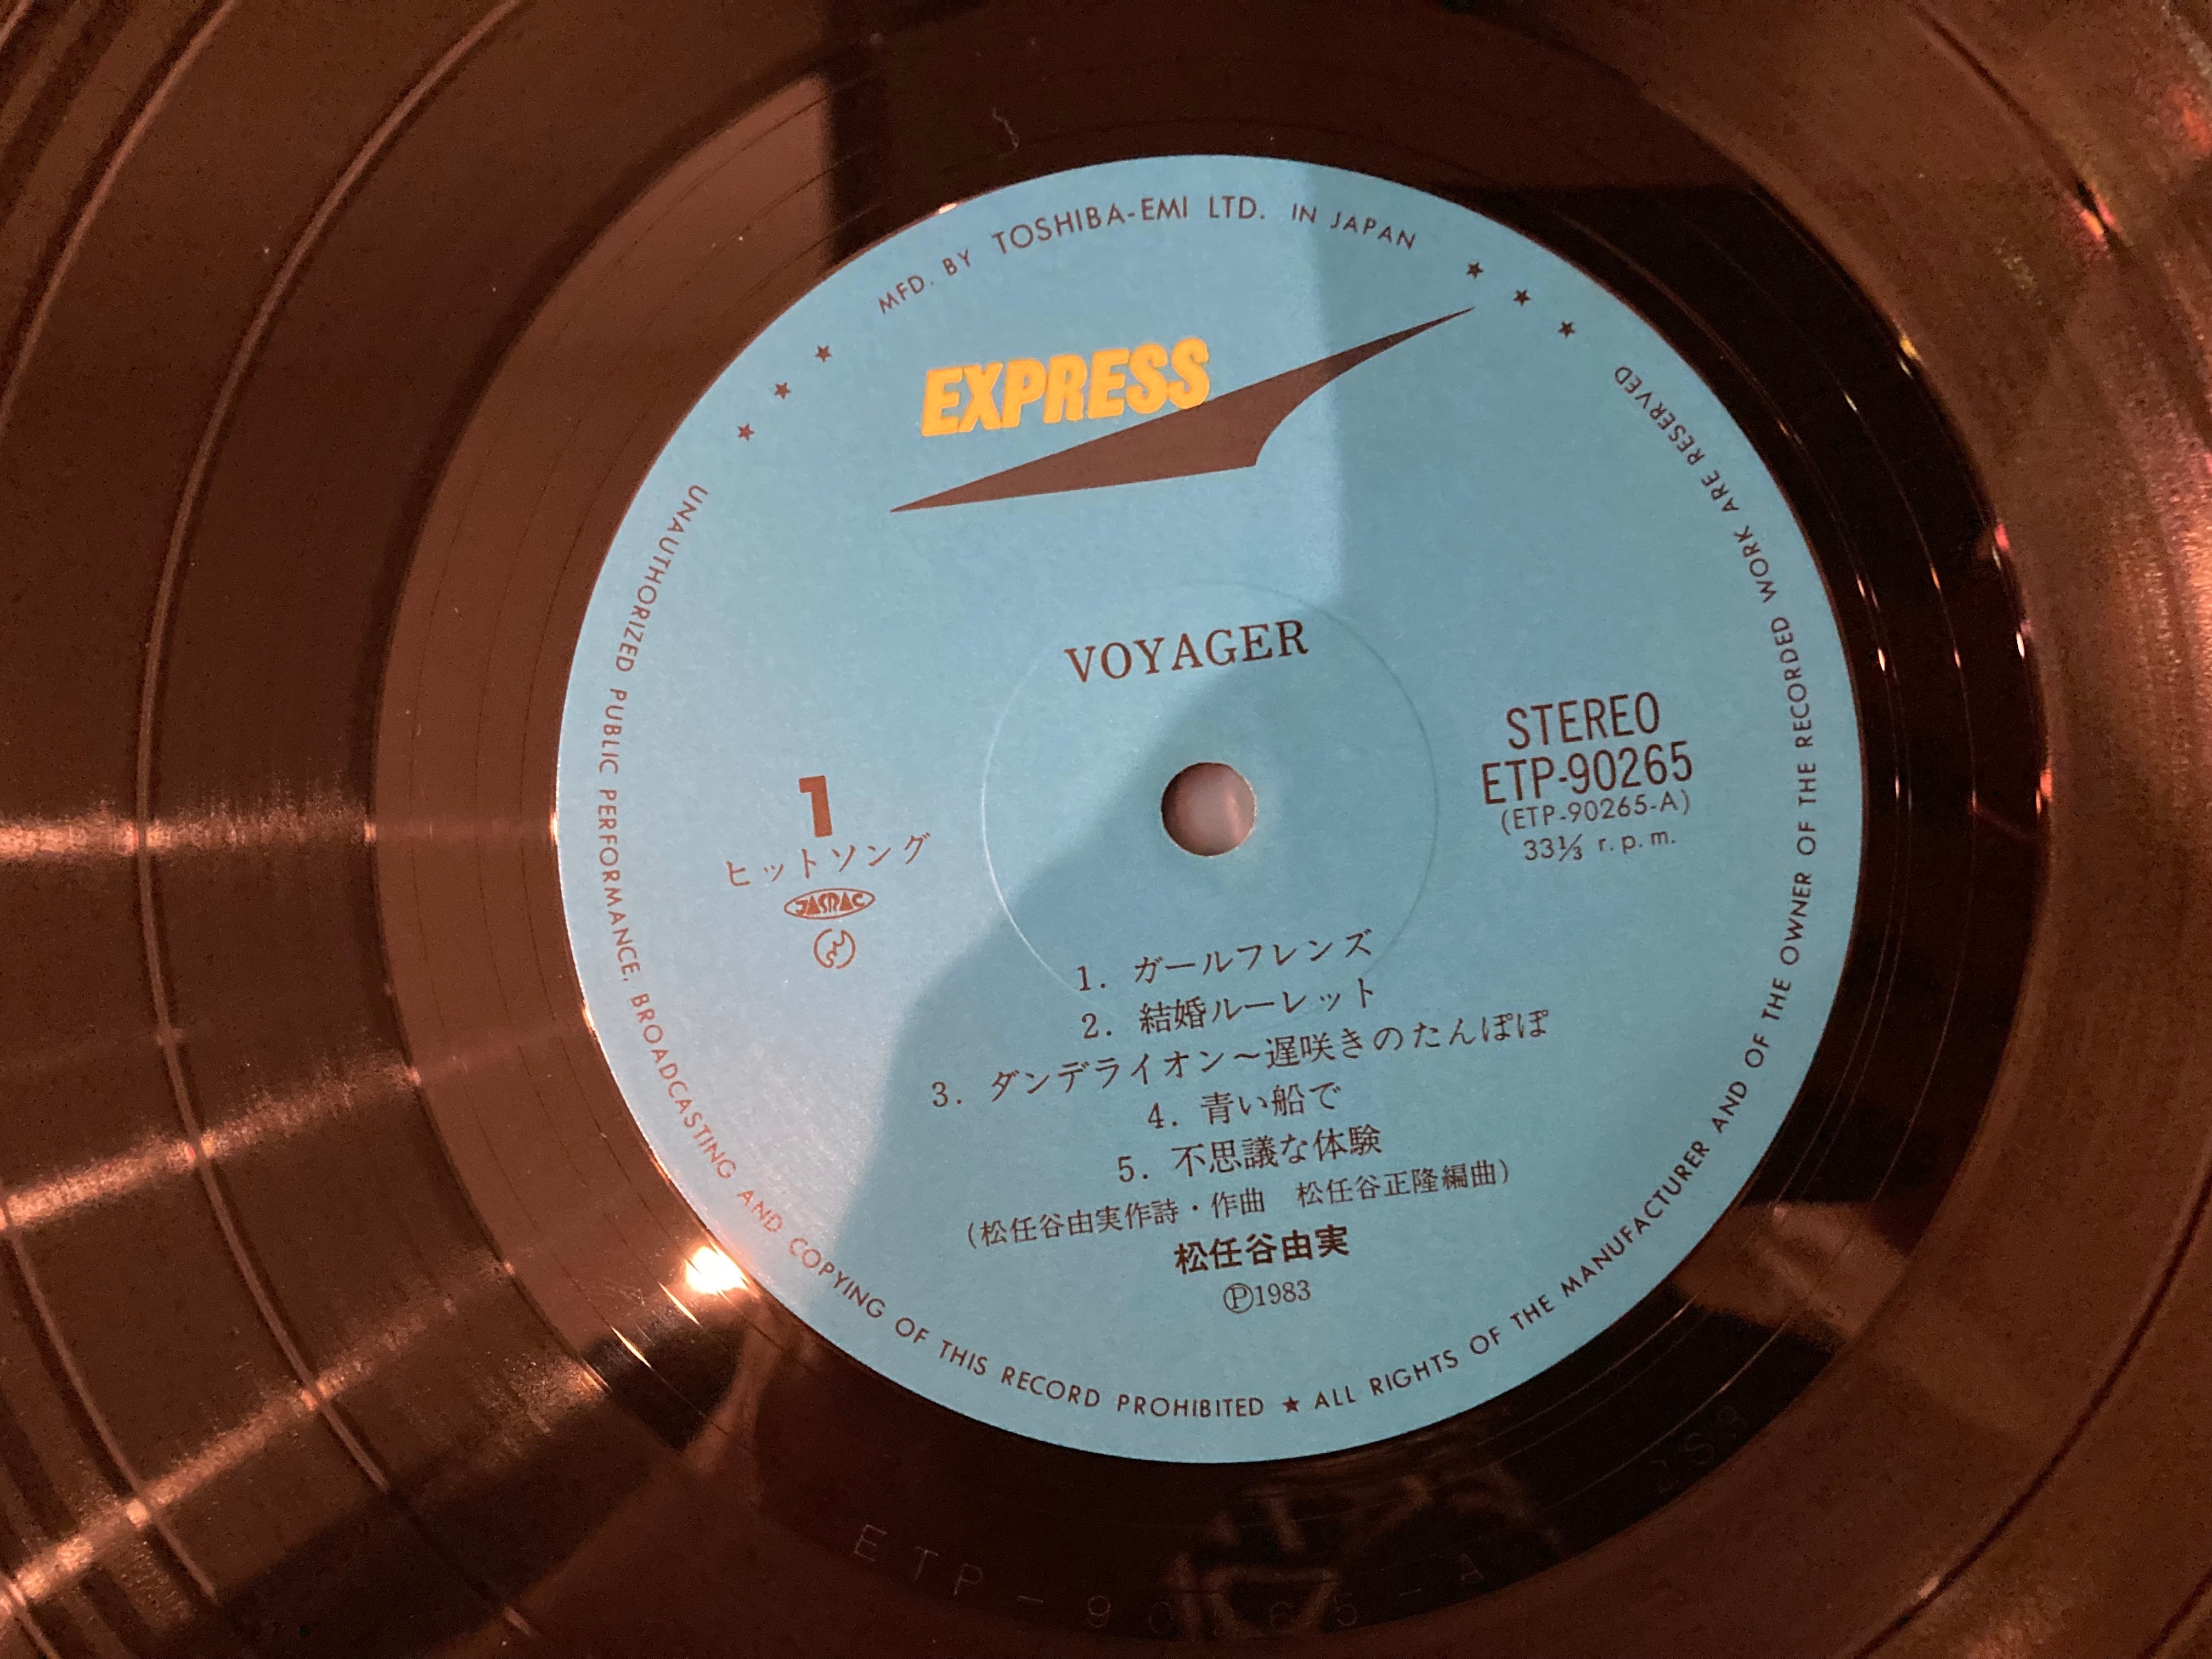 MFD. BY TOSHIBA-EMI LTD. IN JAPAN
EXPRESS
VOYAGER
STEREO
ETP-90265
(ETP-90265-A)
33⅓ r.p.m.
1
ヒットソング
JASRAC
1. ガールフレンズ
2. 結婚ルーレット
3. ダンデライオン～遅咲きのたんぽぽ
4. 青い船で
5. 不思議な体験
(松任谷由実作詩・作曲 松任谷正隆編曲)
松任谷由実
Ⓟ1983
UNAUTHORIZED PUBLIC PERFORMANCE, BROADCASTING AND COPYING OF THIS RECORD PROHIBITED ★ ALL RIGHTS OF THE MANUFACTURER AND OF THE OWNER OF THE RECORDED WORK ARE RESERVED
ETP-90265-A